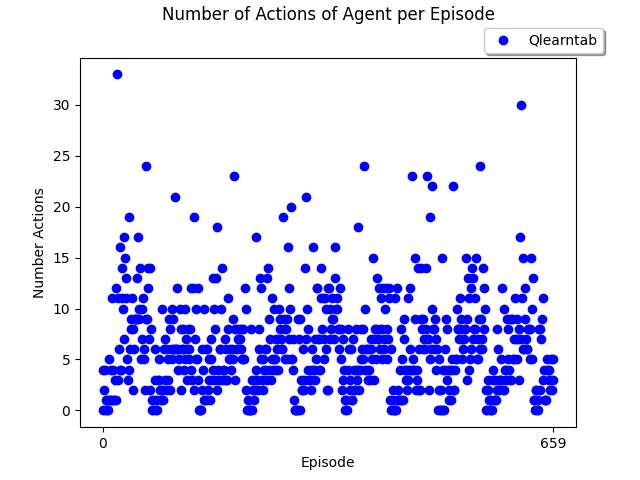 Number of Actions of Agent per Episode
Qlearntab
Number Actions
30
25
20
15
10
5
0
0 659
Episode